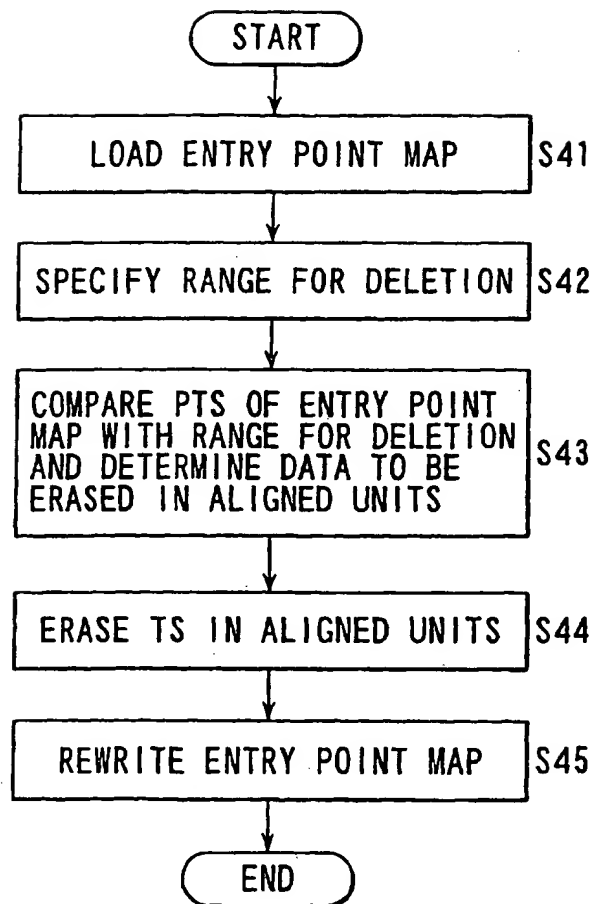 START
LOAD ENTRY POINT MAP S41
SPECIFY RANGE FOR DELETION S42
COMPARE PTS OF ENTRY POINT
MAP WITH RANGE FOR DELETION
AND DETERMINE DATA TO BE
ERASED IN ALIGNED UNITS
S43
ERASE TS IN ALIGNED UNITS S44
REWRITE ENTRY POINT MAP S45
END